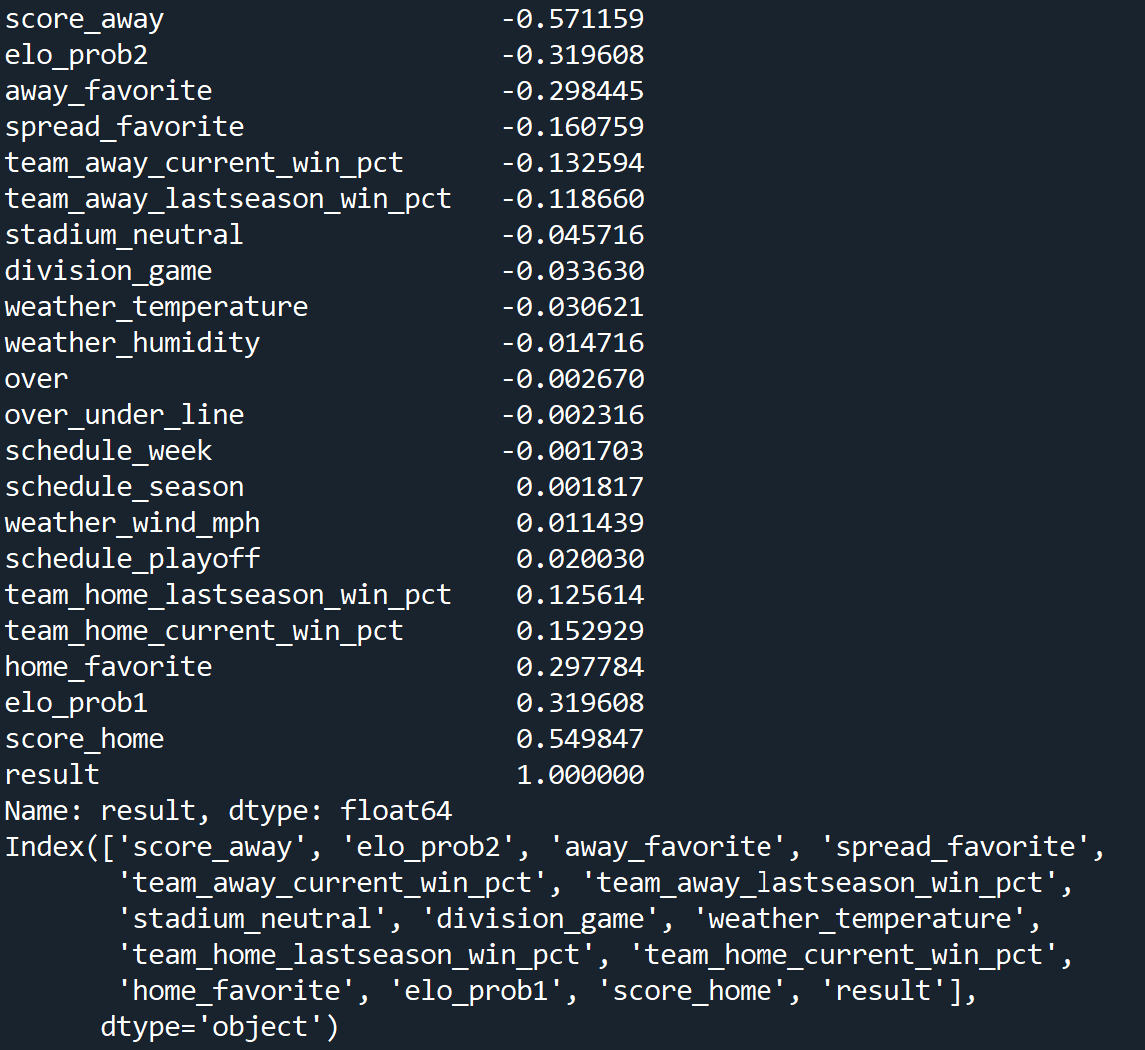 score_away                     -0.571159
elo_prob2                      -0.319608
away_favorite                  -0.298445
spread_favorite                -0.160759
team_away_current_win_pct      -0.132594
team_away_lastseason_win_pct   -0.118660
stadium_neutral                -0.045716
division_game                  -0.033630
weather_temperature            -0.030621
weather_humidity               -0.014716
over                           -0.002670
over_under_line                -0.002316
schedule_week                  -0.001703
schedule_season                 0.001817
weather_wind_mph                0.011439
schedule_playoff                0.020030
team_home_lastseason_win_pct    0.125614
team_home_current_win_pct       0.152929
home_favorite                   0.297784
elo_prob1                       0.319608
score_home                      0.549847
result                          1.000000
Name: result, dtype: float64
Index(['score_away', 'elo_prob2', 'away_favorite', 'spread_favorite',
       'team_away_current_win_pct', 'team_away_lastseason_win_pct',
       'stadium_neutral', 'division_game', 'weather_temperature',
       'team_home_lastseason_win_pct', 'team_home_current_win_pct',
       'home_favorite', 'elo_prob1', 'score_home', 'result'],
      dtype='object')